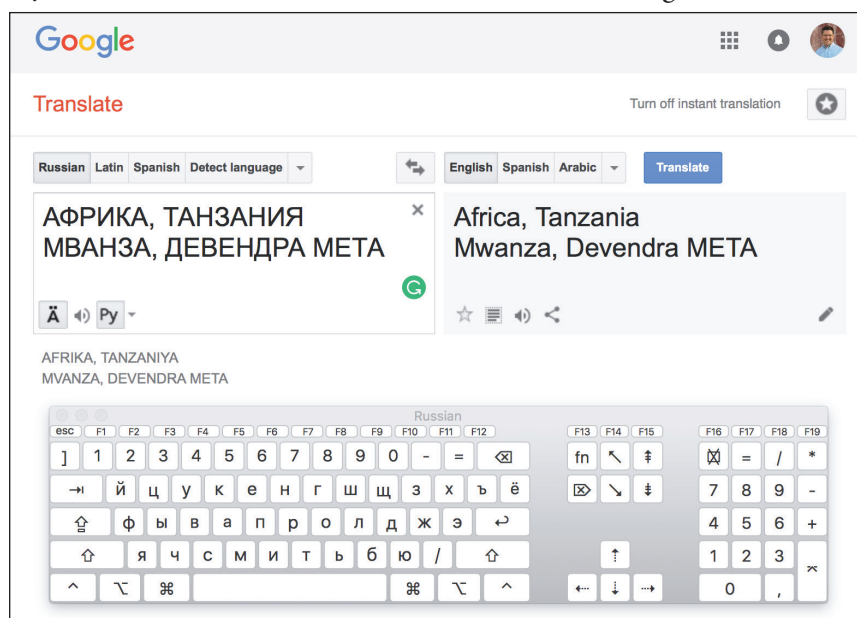 Google
Translate
Turn off instant translation
Russian Latin Spanish Detect language
English Spanish Arabic
Translate
АФРИКА, ТАНЗАНИЯ
МВАНЗА, ДЕВЕНДРА МЕТА
Africa, Tanzania
Mwanza, Devendra META
Ä
Ру
AFRIKA, TANZANIYA
MVANZA, DEVENDRA META
Russian
esc F1 F2 F3 F4 F5 F6 F7 F8 F9 F10 F11 F12 F13 F14 F15 F16 F17 F18 F19
] 1 2 3 4 5 6 7 8 9 0 - = fn = / *
й ц у к е н г ш щ з х ъ ё 7 8 9 -
ф ы в а п р о л д ж э 4 5 6 +
я ч с м и т ь б ю / 1 2 3
0 ,